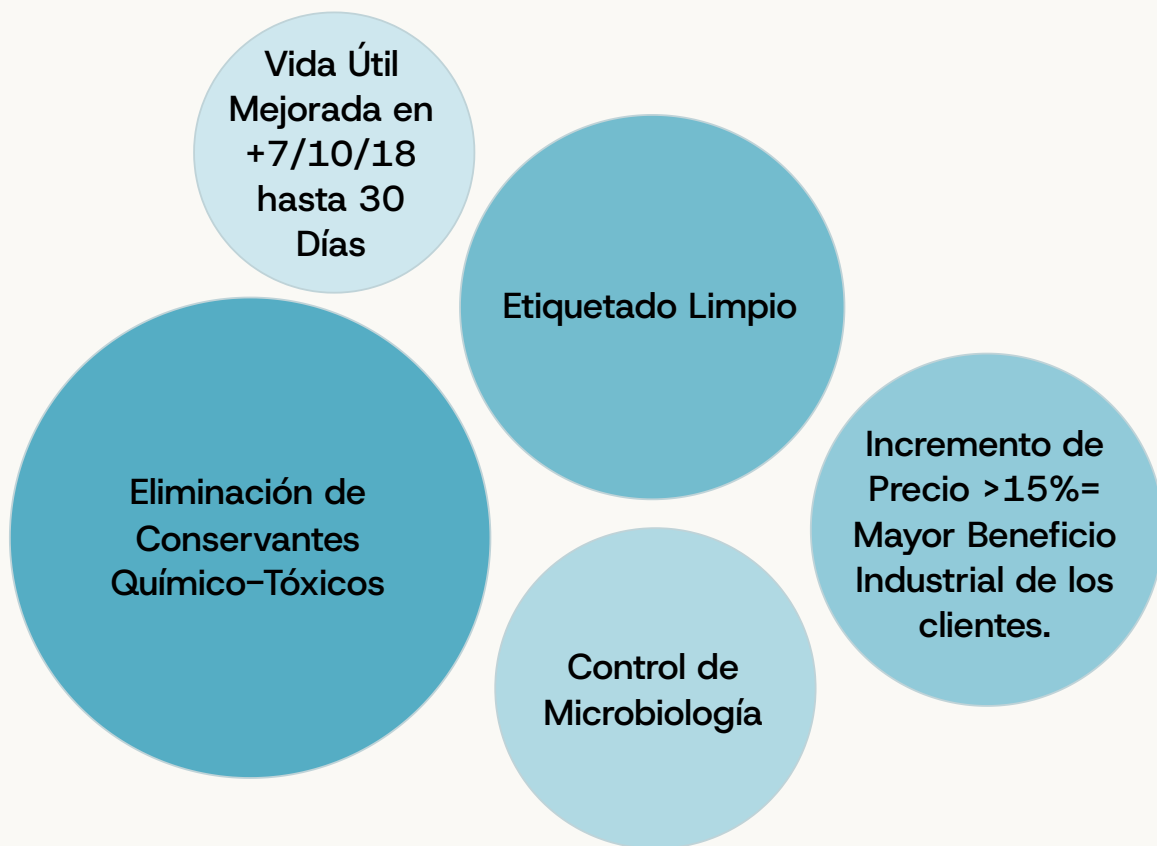 Vida Útil
Mejorada en
+7/10/18
hasta 30
Días
Etiquetado Limpio
Eliminación de
Conservantes
Químico-Tóxicos
Incremento de
Precio >15%=
Mayor Beneficio
Industrial de los
clientes.
Control de
Microbiología